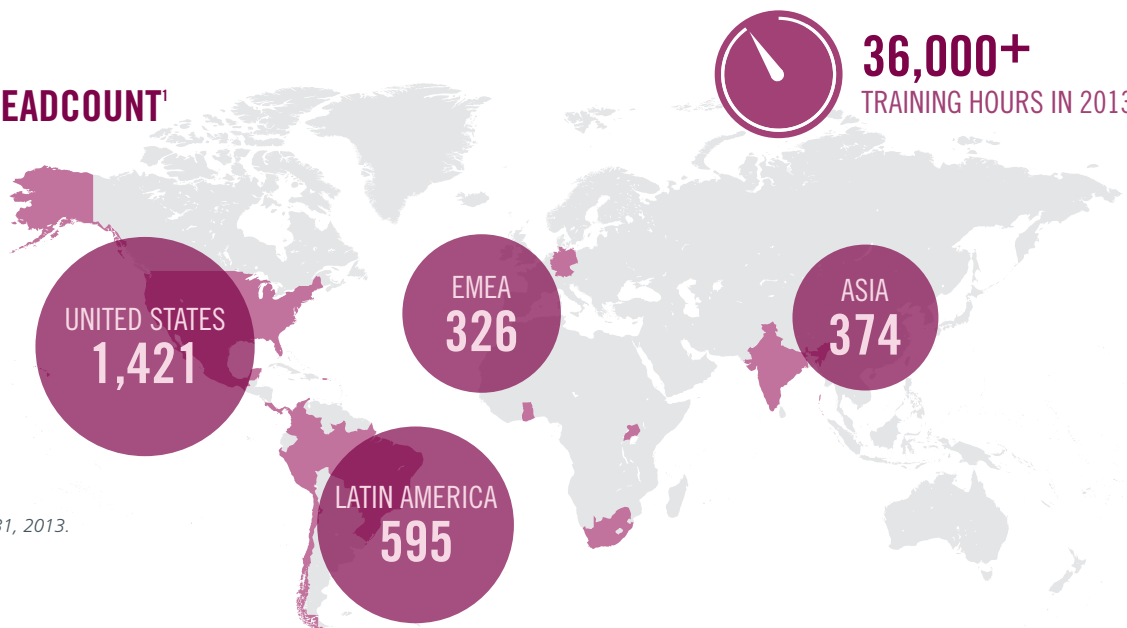 36,000+
TRAINING HOURS IN 2013
EADCOUNT¹
UNITED STATES
1,421
EMEA
326
ASIA
374
LATIN AMERICA
595
31, 2013.